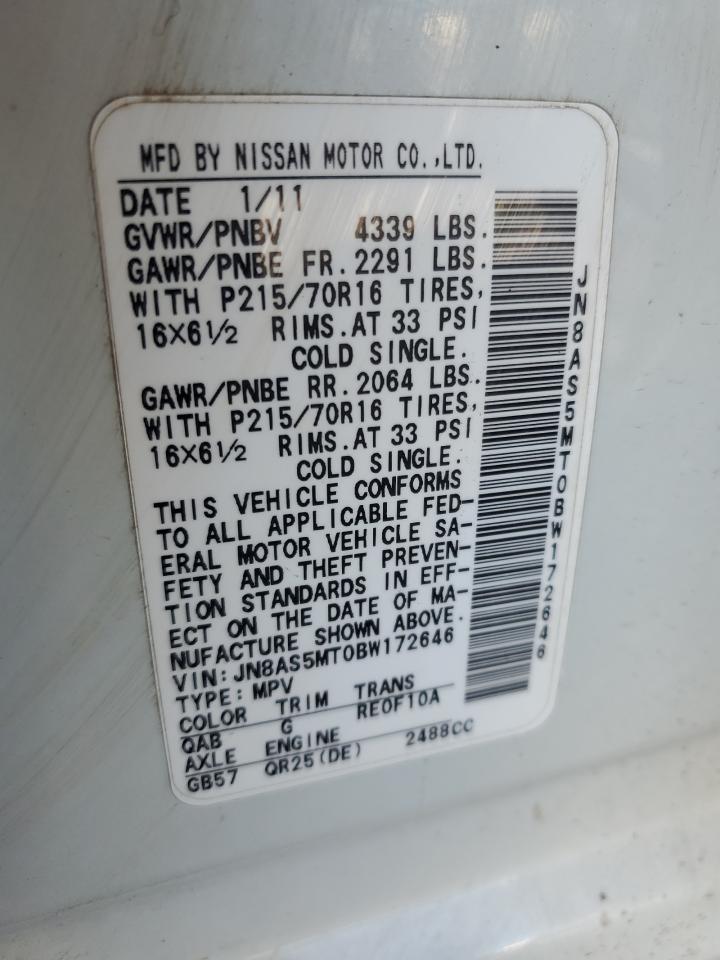 MFD BY NISSAN MOTOR CO.,LTD.
DATE 1/11
GVWR/PNBV 4339 LBS.
GAWR/PNBE FR.2291 LBS.
WITH P215/70R16 TIRES,
16X6½ RIMS.AT 33 PSI
COLD SINGLE.
GAWR/PNBE RR.2064 LBS.
WITH P215/70R16 TIRES,
16X6½ RIMS.AT 33 PSI
COLD SINGLE.
THIS VEHICLE CONFORMS
TO ALL APPLICABLE FED-
ERAL MOTOR VEHICLE SA-
FETY AND THEFT PREVEN-
TION STANDARDS IN EFF-
ECT ON THE DATE OF MA-
NUFACTURE SHOWN ABOVE.
VIN:JN8AS5MT0BW172646
TYPE:MPV
COLOR TRIM TRANS
QAB G RE0F10A
AXLE ENGINE
GB57 QR25(DE) 2488CC
JN8AS5MT0BW172646